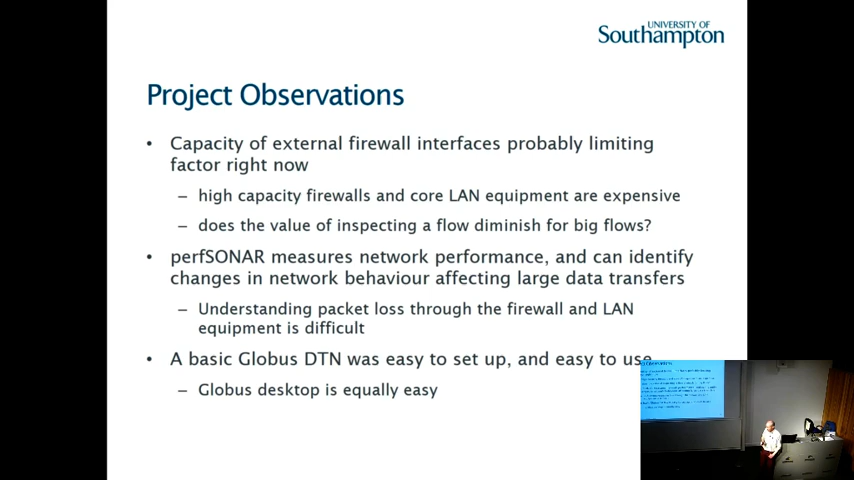 UNIVERSITY OF
Southampton
Project Observations
• Capacity of external firewall interfaces probably limiting
factor right now
– high capacity firewalls and core LAN equipment are expensive
– does the value of inspecting a flow diminish for big flows?
• perfSONAR measures network performance, and can identify
changes in network behaviour affecting large data transfers
– Understanding packet loss through the firewall and LAN
equipment is difficult
• A basic Globus DTN was easy to set up, and easy to use
– Globus desktop is equally easy